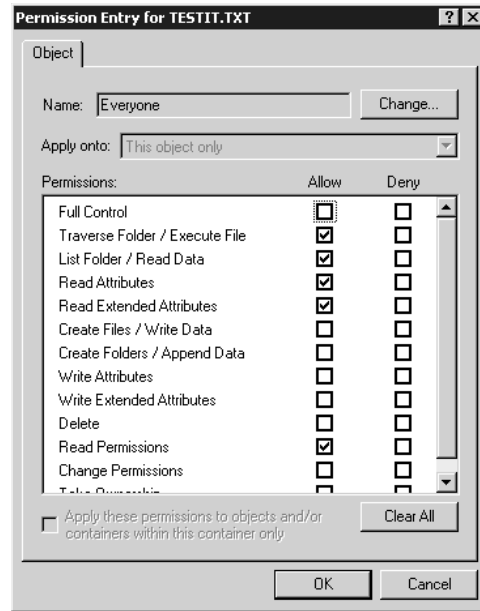 Permission Entry for TESTIT.TXT
Object
Name: Everyone Change...
Apply onto: This object only
Permissions: Allow Deny
Full Control
Traverse Folder / Execute File
List Folder / Read Data
Read Attributes
Read Extended Attributes
Create Files / Write Data
Create Folders / Append Data
Write Attributes
Write Extended Attributes
Delete
Read Permissions
Change Permissions
Take Ownership
Apply these permissions to objects and/or
containers within this container only
Clear All
OK Cancel